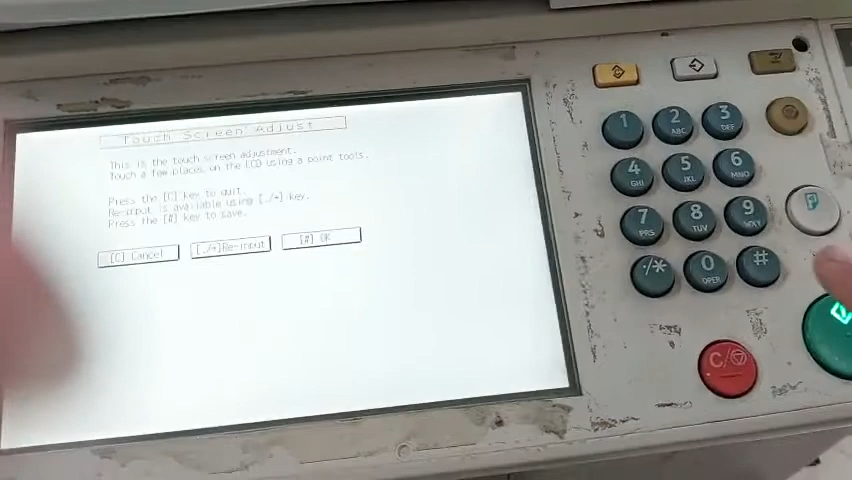 Touch Screen Adjust
This is the touch screen adjustment.
Touch a few places on the LCD using a point tools.
Press the [C] key to quit.
Re-input is available using [./*] key.
Press the [#] key to save.
[C] Cancel
[./*]Re-input
[#] OK
1
2 ABC
3 DEF
4 GHI
5 JKL
6 MNO
7 PRS
8 TUV
9 WXY
*/.
0 OPER
#
C/